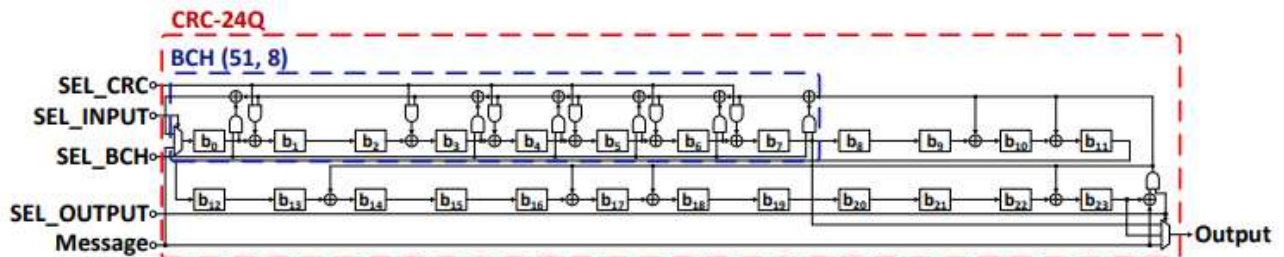 CRC-24Q
BCH (51, 8)
SEL_CRC
SEL_INPUT
b0 b1 b2 b3 b4 b5 b6 b7 b8 b9 b10 b11
SEL_BCH
b12 b13 b14 b15 b16 b17 b18 b19 b20 b21 b22 b23
SEL_OUTPUT
Message
Output